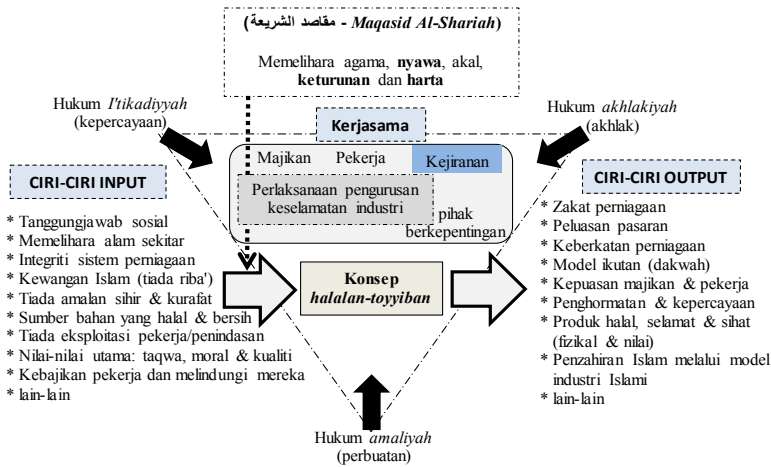 (مقاصد الشريعة - Maqasid Al-Shariah)
Memelihara agama, nyawa, akal,
keturunan dan harta
Hukum I'tikadiyyah
(kepercayaan)
Hukum akhlakiyah
(akhlak)
Kerjasama
Majikan Pekerja Kejiranan
Perlaksanaan pengurusan
keselamatan industri
pihak
berkepentingan
CIRI-CIRI INPUT
* Tanggungjawab sosial
* Memelihara alam sekitar
* Integriti sistem perniagaan
* Kewangan Islam (tiada riba')
* Tiada amalan sihir & kurafat
* Sumber bahan yang halal & bersih
* Tiada eksploitasi pekerja/penindasan
* Nilai-nilai utama: taqwa, moral & kualiti
* Kebajikan pekerja dan melindungi mereka
* lain-lain
Konsep
halalan-toyyiban
CIRI-CIRI OUTPUT
* Zakat perniagaan
* Peluasan pasaran
* Keberkatan perniagaan
* Model ikutan (dakwah)
* Kepuasan majikan & pekerja
* Penghormatan & kepercayaan
* Produk halal, selamat & sihat
(fizikal & nilai)
* Penzahiran Islam melalui model
industri Islami
* lain-lain
Hukum amaliyah
(perbuatan)